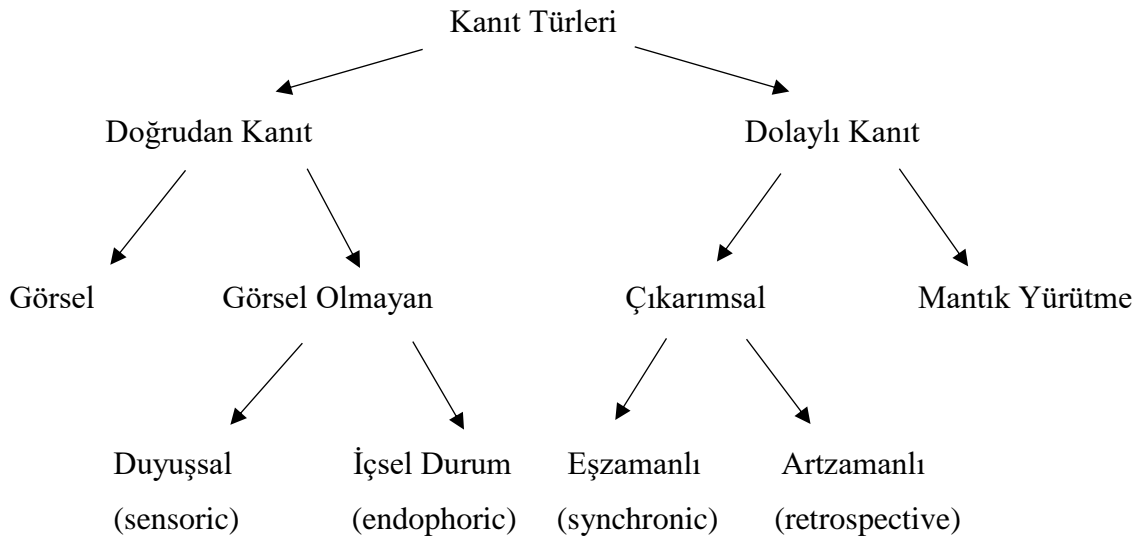 Kanıt Türleri
Doğrudan Kanıt
Dolaylı Kanıt
Görsel
Görsel Olmayan
Çıkarımsal
Mantık Yürütme
Duyuşsal
(sensoric)
İçsel Durum
(endophoric)
Eşzamanlı
(synchronic)
Artzamanlı
(retrospective)